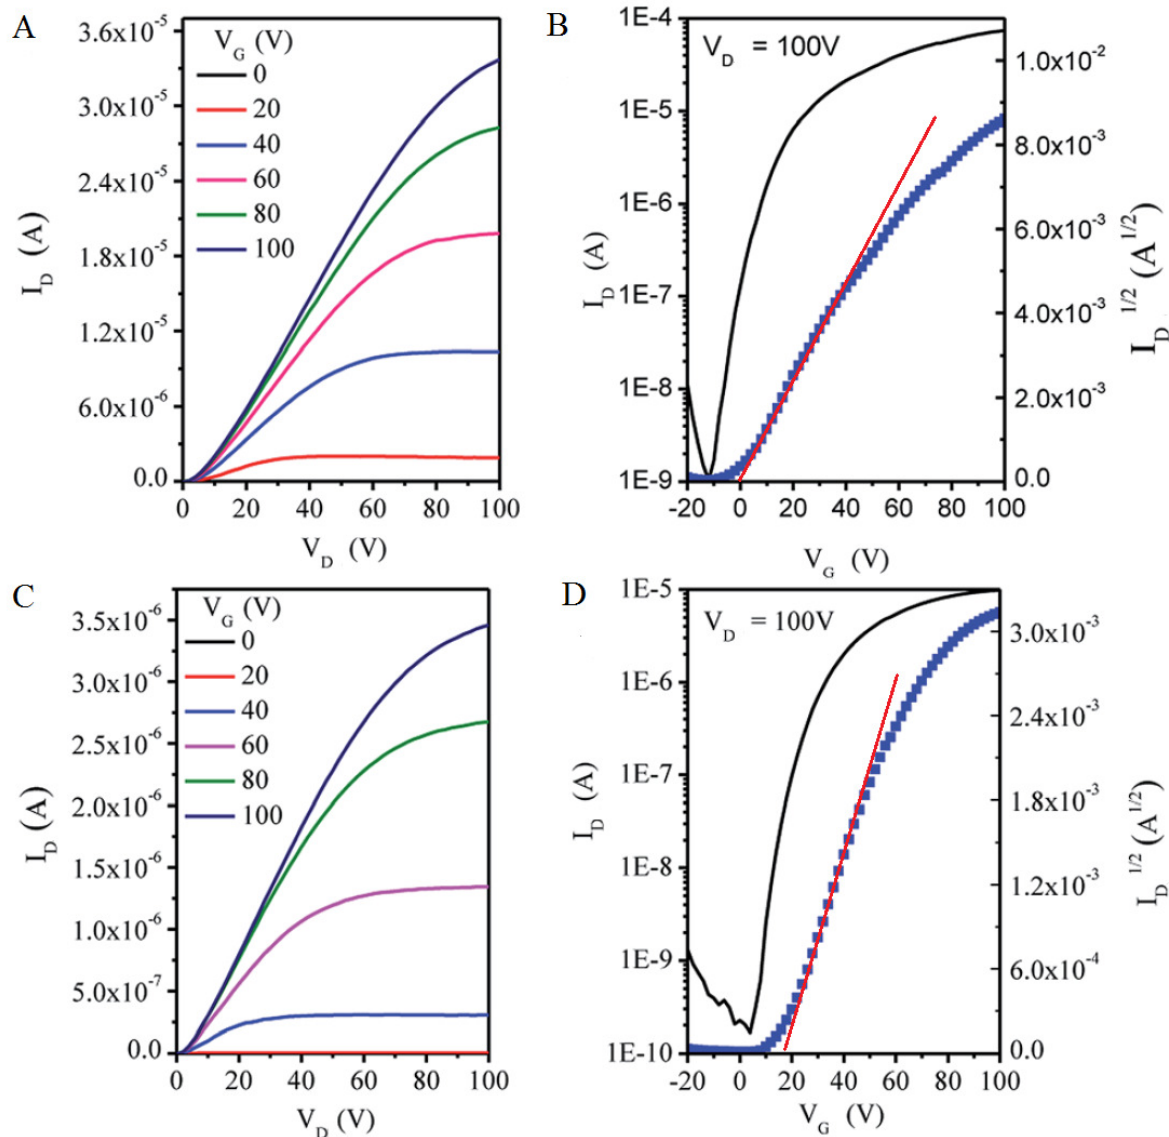 A
V_G (V)
0
20
40
60
80
100
3.6x10^-5
3.0x10^-5
2.4x10^-5
1.8x10^-5
1.2x10^-5
6.0x10^-6
0.0
I_D (A)
0 20 40 60 80 100
V_D (V)
B
V_D = 100V
1E-4
1E-5
1E-6
1E-7
1E-8
1E-9
I_D (A)
1.0x10^-2
8.0x10^-3
6.0x10^-3
4.0x10^-3
2.0x10^-3
0.0
I_D^1/2 (A^1/2)
-20 0 20 40 60 80 100
V_G (V)
C
V_G (V)
0
20
40
60
80
100
3.5x10^-6
3.0x10^-6
2.5x10^-6
2.0x10^-6
1.5x10^-6
1.0x10^-6
5.0x10^-7
0.0
I_D (A)
0 20 40 60 80 100
V_D (V)
D
V_D = 100V
1E-5
1E-6
1E-7
1E-8
1E-9
1E-10
I_D (A)
3.0x10^-3
2.4x10^-3
1.8x10^-3
1.2x10^-3
6.0x10^-4
0.0
I_D^1/2 (A^1/2)
-20 0 20 40 60 80 100
V_G (V)